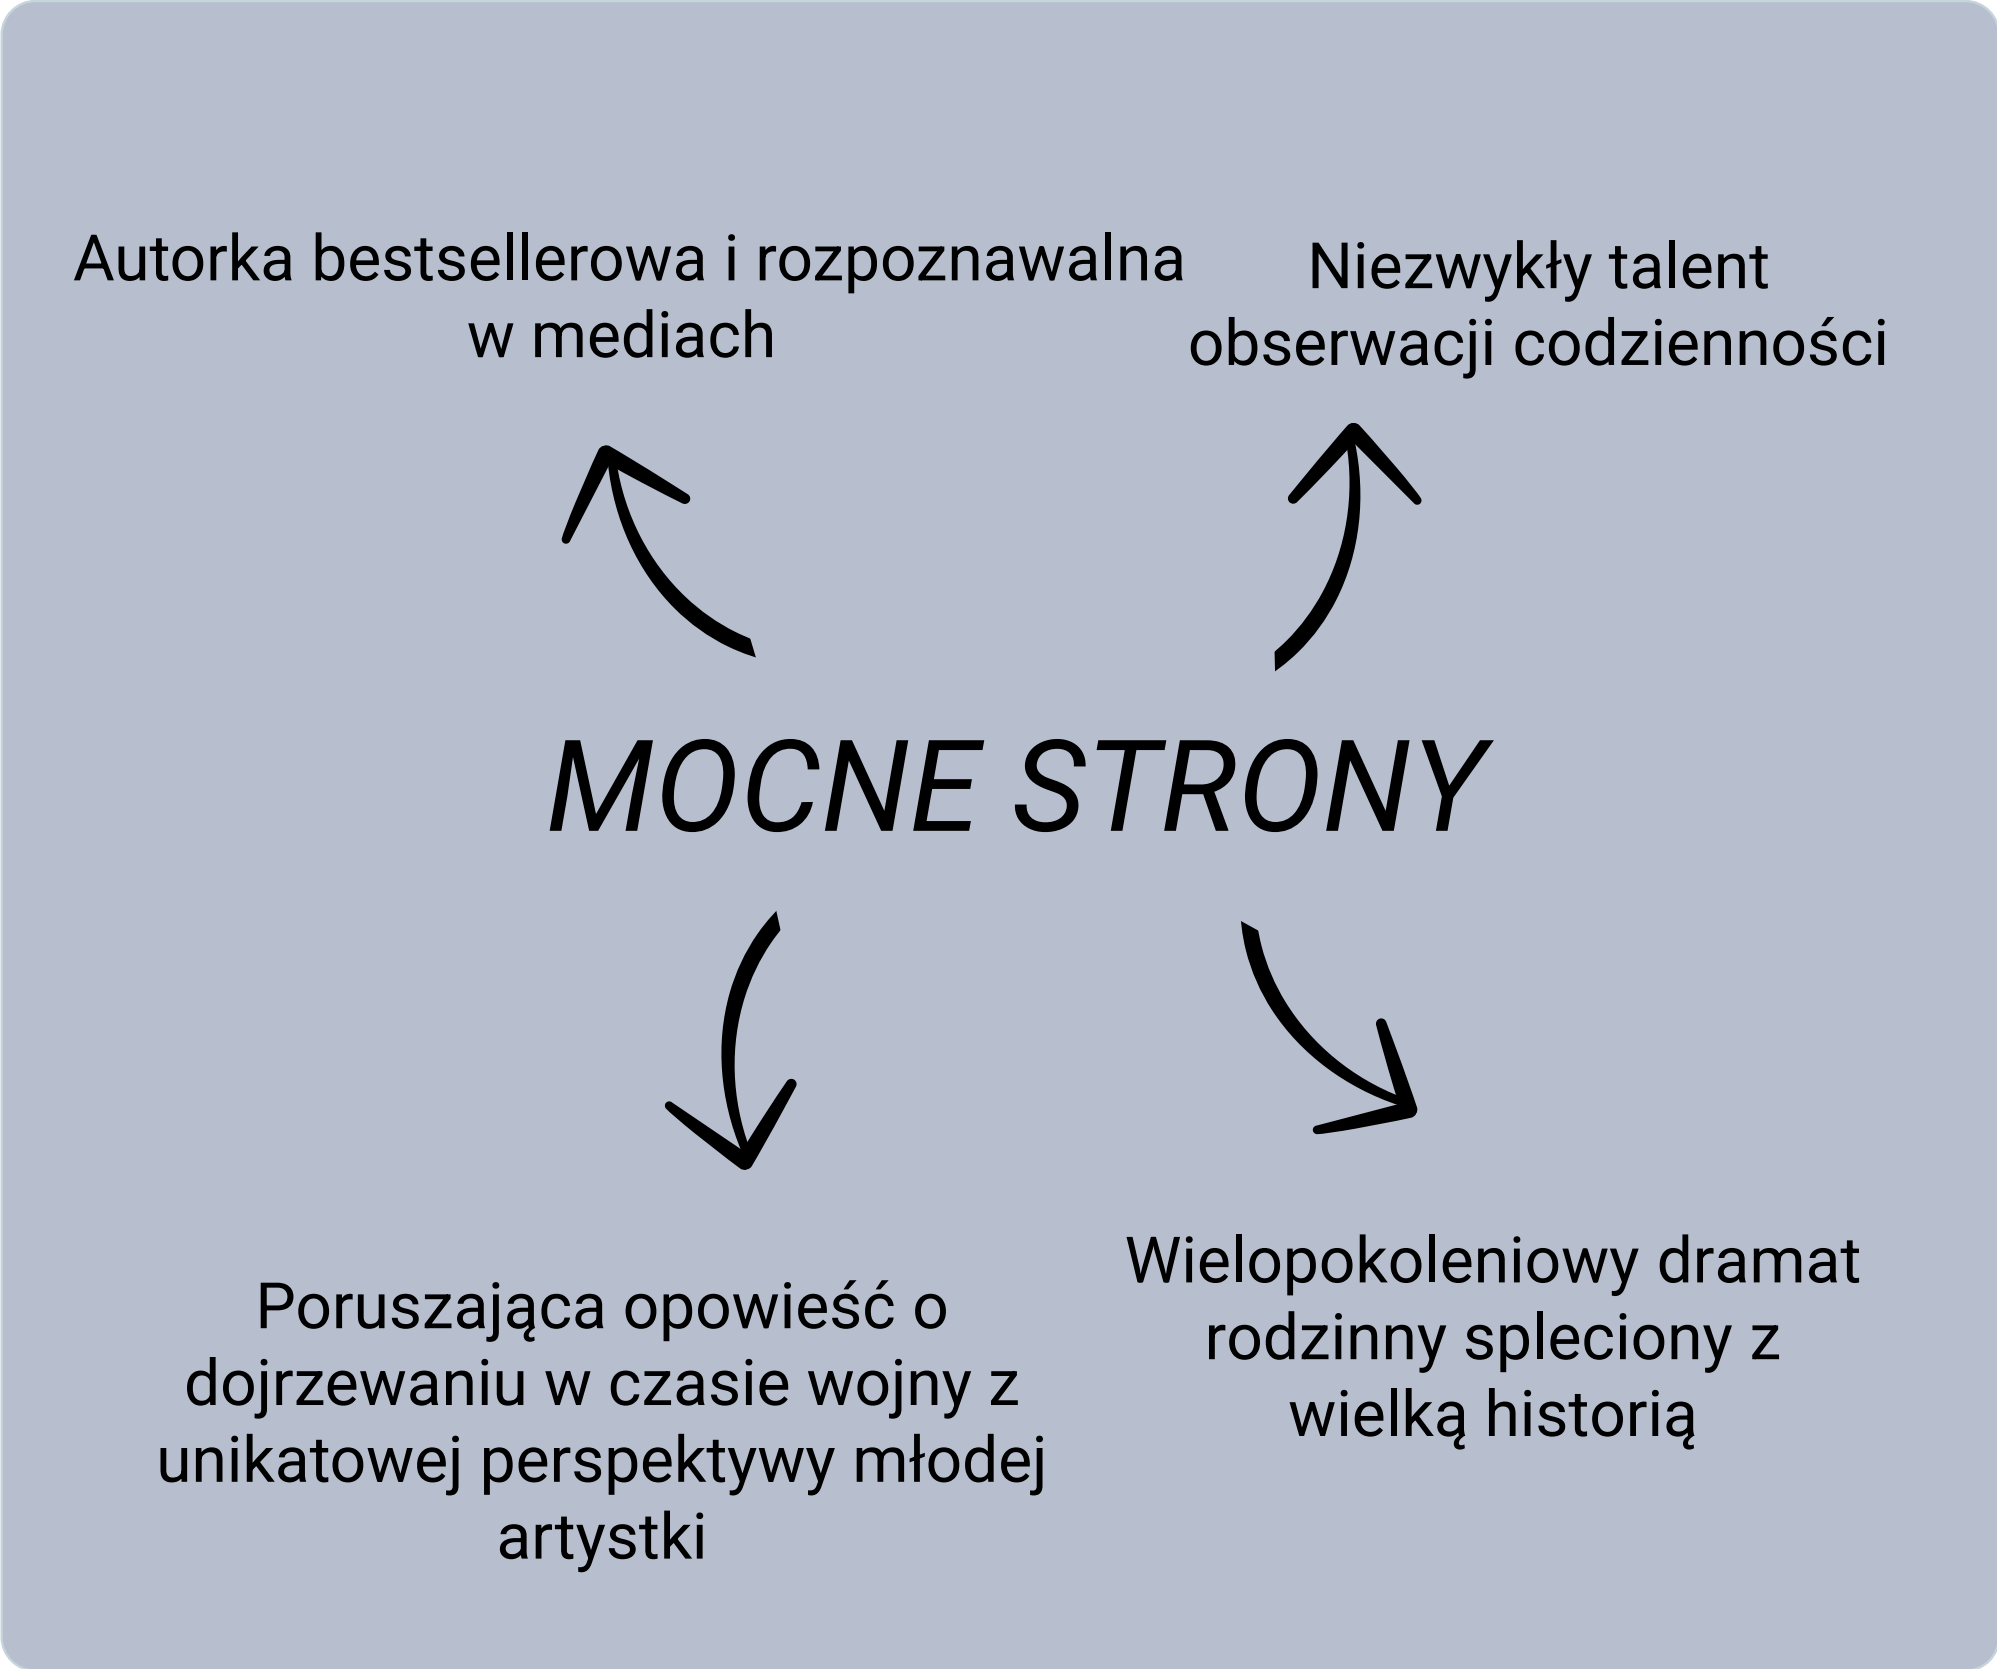 Autorka bestsellerowa i rozpoznawalna
w mediach
Niezwykły talent
obserwacji codzienności
MOCNE STRONY
Poruszająca opowieść o
dojrzewaniu w czasie wojny z
unikatowej perspektywy młodej
artystki
Wielopokoleniowy dramat
rodzinny spleciony z
wielką historią